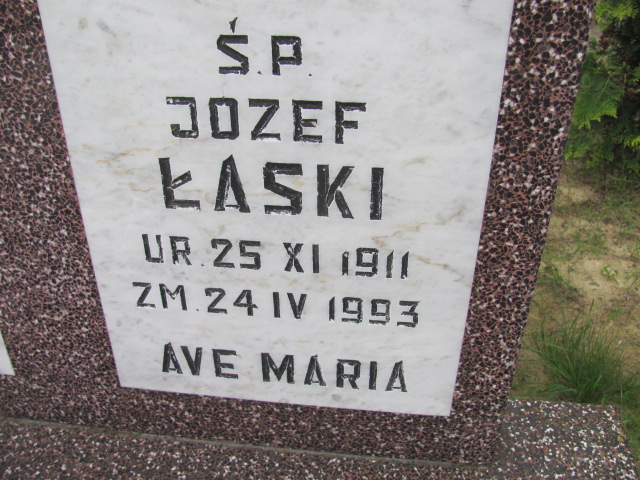 Ś.P.
JOZEF
ŁASKI
UR. 25 XI 1911
ZM. 24 IV 1993
AVE MARIA